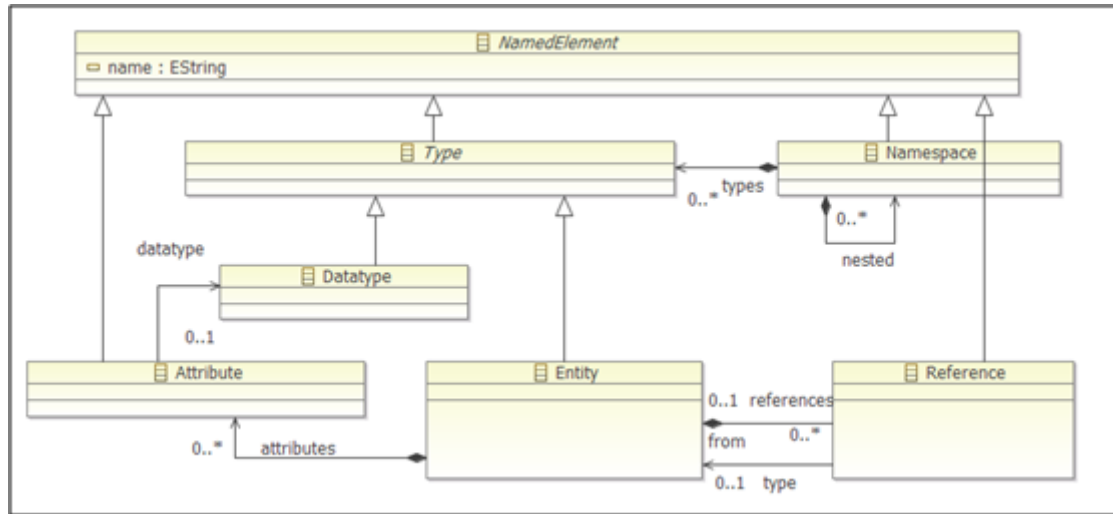 NamedElement
name : EString
Type
Namespace
0..* types
0..*
nested
datatype
Datatype
0..1
Attribute
Entity
Reference
0..1 references
0..*
from
0..* attributes
0..1 type